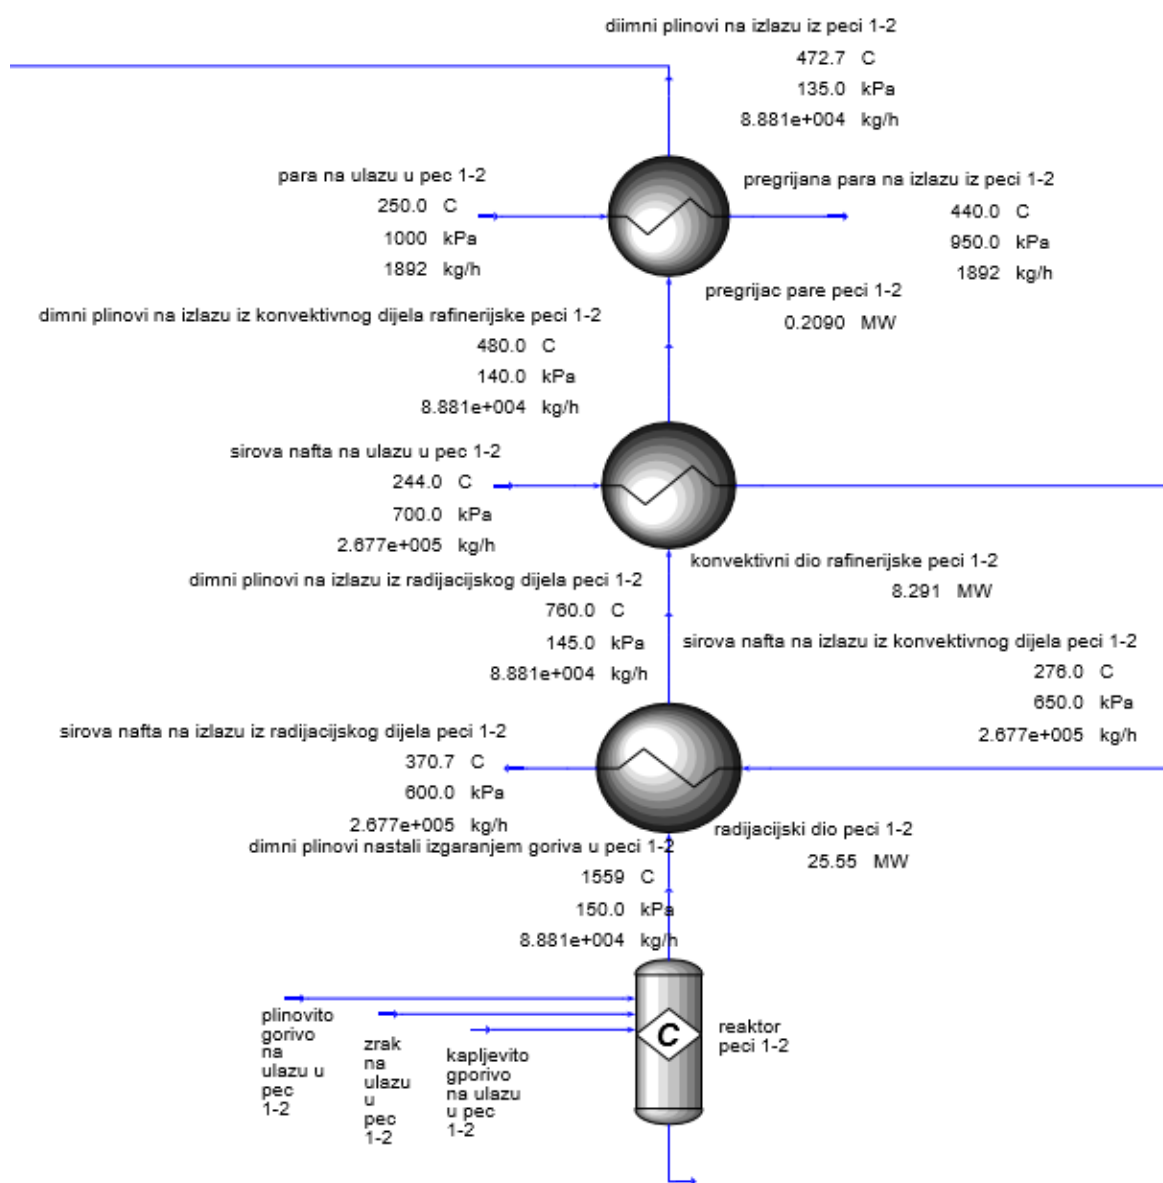 diimni plinovi na izlazu iz peci 1-2
472.7 C
135.0 kPa
8.881e+004 kg/h
para na ulazu u pec 1-2
250.0 C
1000 kPa
1892 kg/h
pregrijana para na izlazu iz peci 1-2
440.0 C
950.0 kPa
1892 kg/h
pregrijac pare peci 1-2
0.2090 MW
dimni plinovi na izlazu iz konvektivnog dijela rafinerijske peci 1-2
480.0 C
140.0 kPa
8.881e+004 kg/h
sirova nafta na ulazu u pec 1-2
244.0 C
700.0 kPa
2.677e+005 kg/h
konvektivni dio rafinerijske peci 1-2
8.291 MW
dimni plinovi na izlazu iz radijacijskog dijela peci 1-2
760.0 C
145.0 kPa
8.881e+004 kg/h
sirova nafta na izlazu iz konvektivnog dijela peci 1-2
276.0 C
650.0 kPa
2.677e+005 kg/h
sirova nafta na izlazu iz radijacijskog dijela peci 1-2
370.7 C
600.0 kPa
2.677e+005 kg/h
radijacijski dio peci 1-2
25.55 MW
dimni plinovi nastali izgaranjem goriva u peci 1-2
1559 C
150.0 kPa
8.881e+004 kg/h
plinovito
gorivo
na
ulazu u
pec
1-2
zrak
na
ulazu
u
pec
1-2
kapljevito
gporivo
na ulazu
u pec
1-2
C
reaktor
peci 1-2